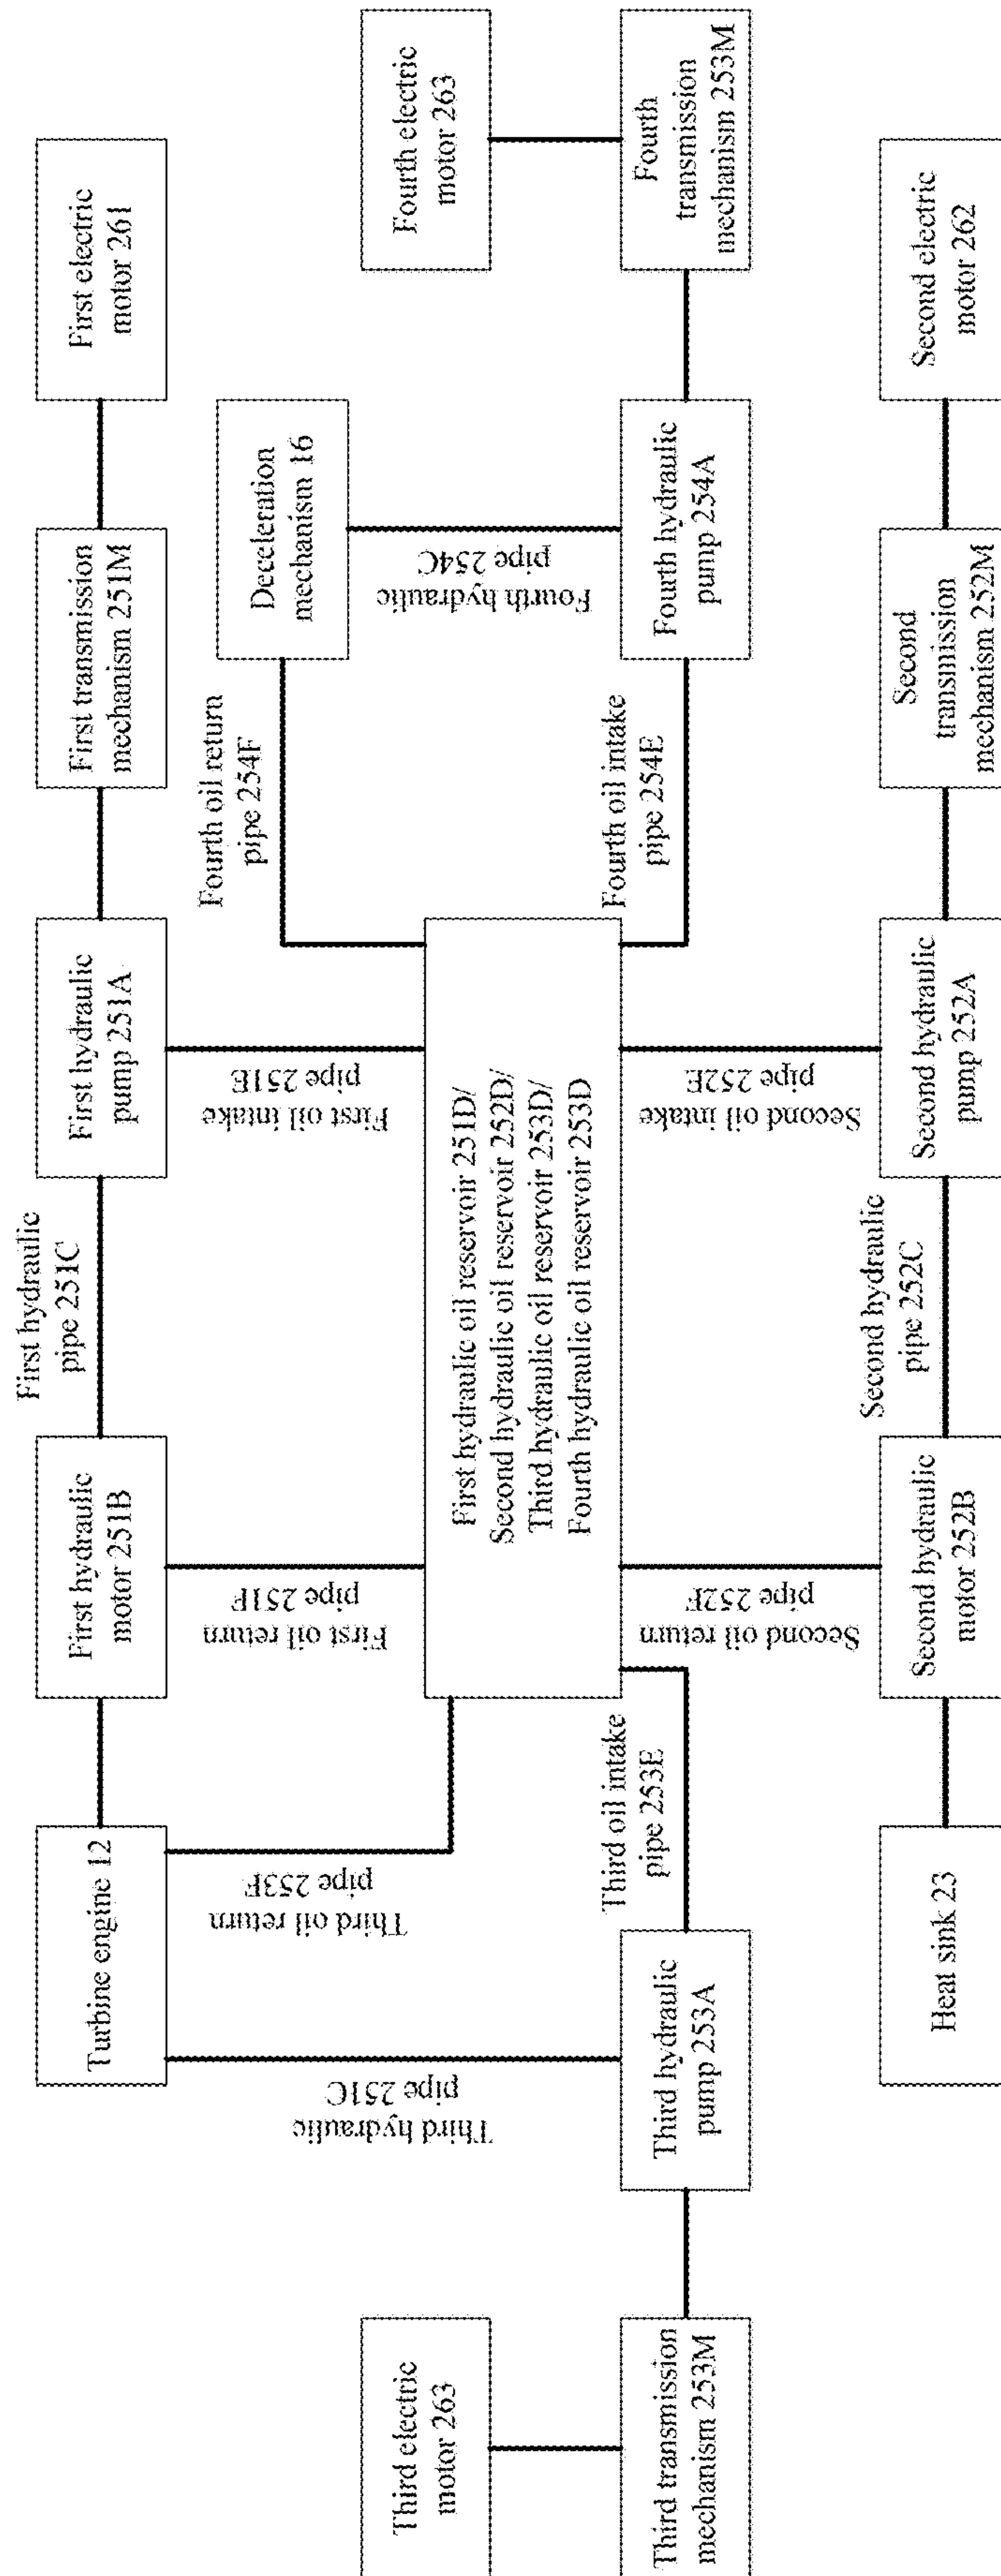 Turbine engine 12
First hydraulic
motor 251B
First hydraulic
pipe 251C
First hydraulic
pump 251A
First transmission
mechanism 251M
First electric
motor 261
Third hydraulic
pipe 251C
Third oil return
pipe 253F
First oil return
pipe 251F
First oil intake
pipe 251E
Fourth oil return
pipe 254F
Deceleration
mechanism 16
Third electric
motor 263
First hydraulic oil reservoir 251D/
Second hydraulic oil reservoir 252D/
Third hydraulic oil reservoir 253D/
Fourth hydraulic oil reservoir 253D
Fourth hydraulic
pipe 254C
Fourth electric
motor 263
Third transmission
mechanism 253M
Third hydraulic
pump 253A
Third oil intake
pipe 253E
Second oil return
pipe 252F
Second oil intake
pipe 252E
Fourth oil intake
pipe 254E
Fourth hydraulic
pump 254A
Fourth
transmission
mechanism 253M
Heat sink 23
Second hydraulic
motor 252B
Second hydraulic
pipe 252C
Second hydraulic
pump 252A
Second
transmission
mechanism 252M
Second electric
motor 262